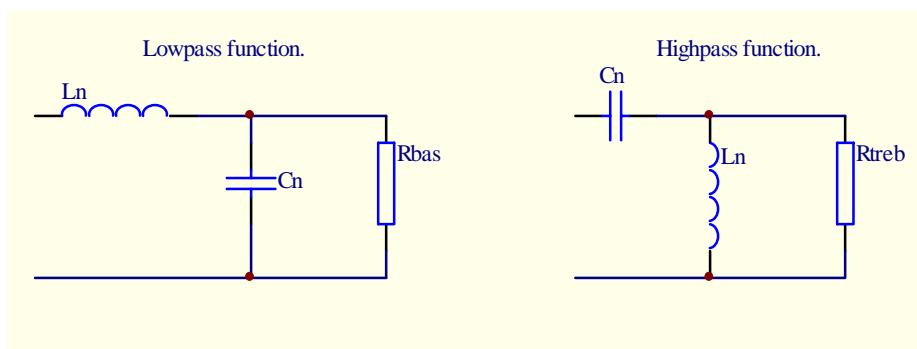 Lowpass function.
Highpass function.
Ln
Cn
Rbas
Cn
Ln
Rtreb